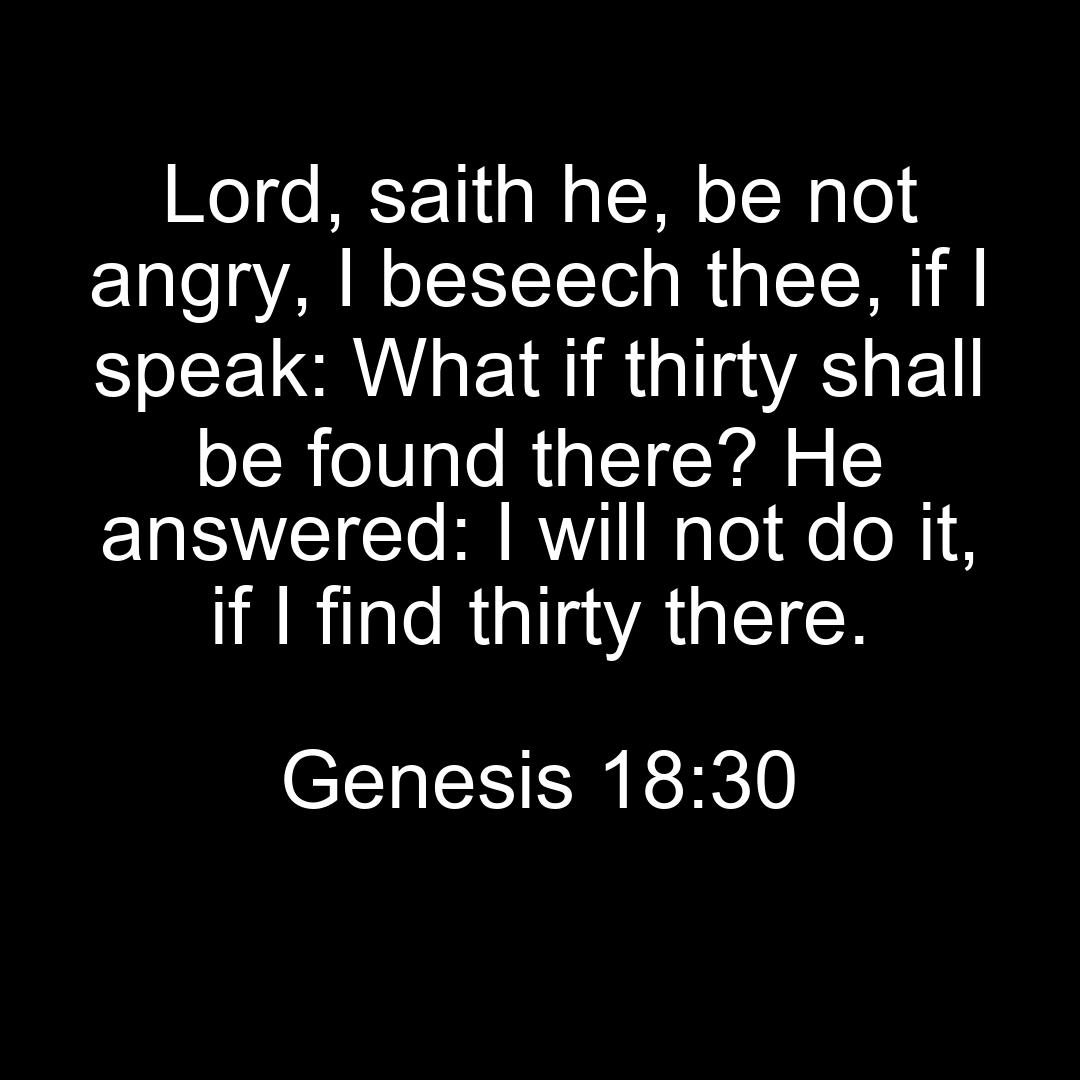 Lord, saith he, be not
angry, I beseech thee, if I
speak: What if thirty shall
be found there? He
answered: I will not do it,
if I find thirty there.
Genesis 18:30